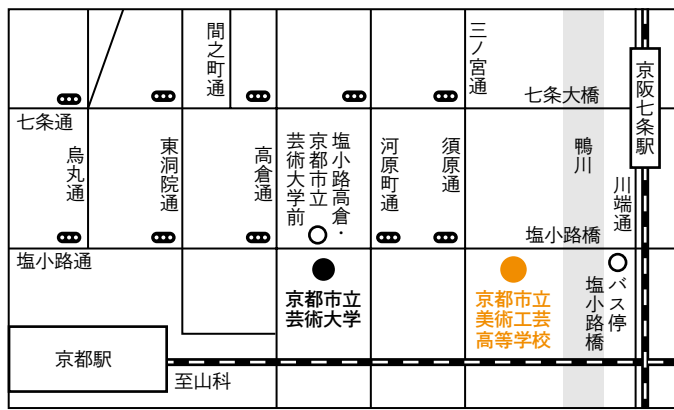 間之町通
三ノ宮通
七条大橋
京阪七条駅
七条通
烏丸通
東洞院通
高倉通
塩小路高倉・
京都市立
芸術大学前
河原町通
須原通
鴨川
川端通
塩小路橋
塩小路通
京都市立
芸術大学
京都市立
美術工芸
高等学校
バス停
塩小路橋
京都駅
至山科